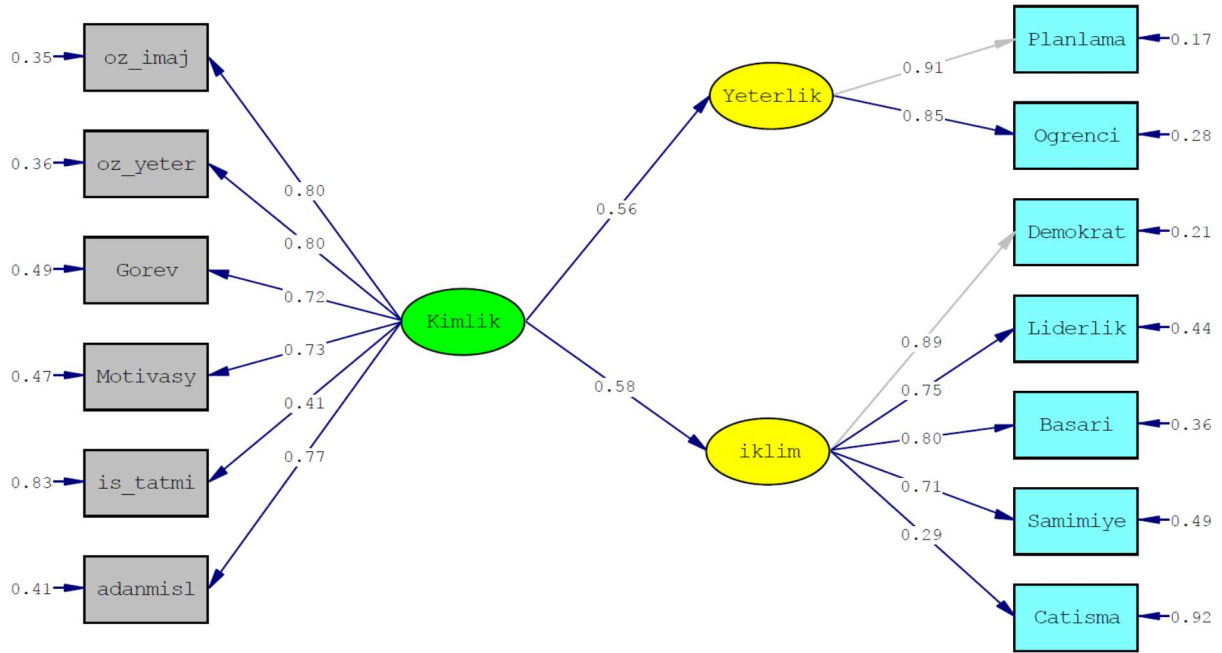 0.35
oz_imaj
0.36
oz_yeter
0.49
Gorev
0.47
Motivasy
0.83
is_tatmi
0.41
adanmisl
0.80
0.80
0.72
0.73
0.41
0.77
Kimlik
0.56
0.58
Yeterlik
iklim
0.91
0.85
0.89
0.75
0.80
0.71
0.29
Planlama
0.17
Ogrenci
0.28
Demokrat
0.21
Liderlik
0.44
Basari
0.36
Samimiye
0.49
Catisma
0.92